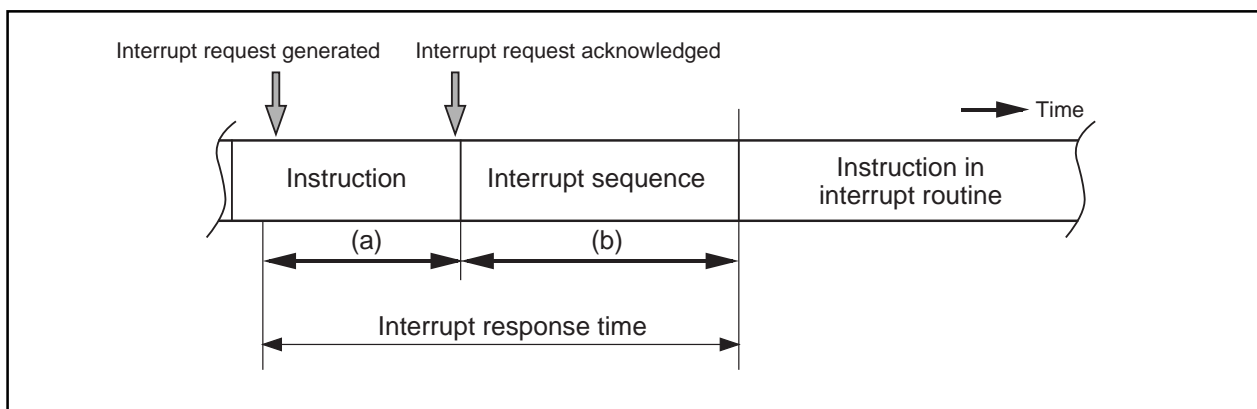 Interrupt request generated
Interrupt request acknowledged
Time
Instruction
Interrupt sequence
Instruction in
interrupt routine
(a)
(b)
Interrupt response time